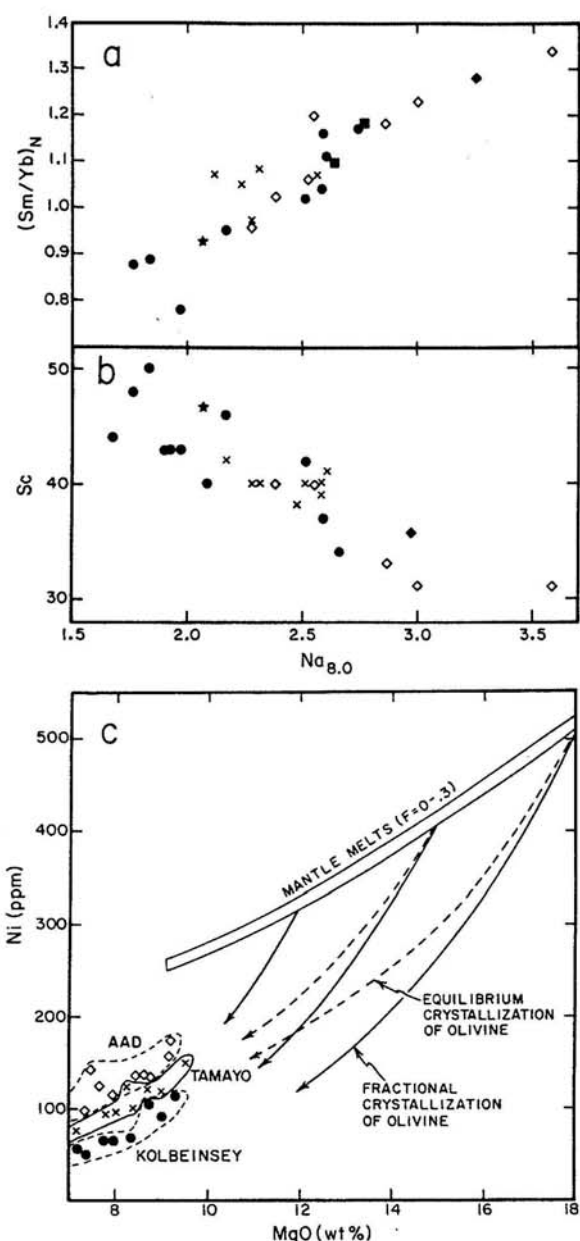 a
1.4
1.3
1.2
1.1
1.0
0.9
0.8
(Sm/Yb)N
b
50
40
30
Sc
1.5 2.0 2.5 3.0 3.5
Na8.0
C
500
400
300
200
100
Ni (ppm)
MANTLE MELTS (F=0-.3)
EQUILIBRIUM
CRYSTALLIZATION
OF OLIVINE
AAD
TAMAYO
FRACTIONAL
CRYSTALLIZATION
OF OLIVINE
KOLBEINSEY
8 10 12 14 16 18
MgO (wt %)